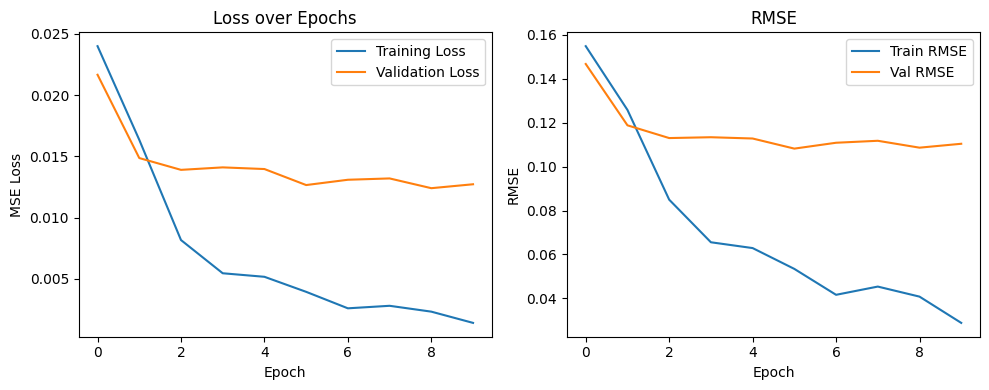 Loss over Epochs
Training Loss
Validation Loss
MSE Loss
0.025
0.020
0.015
0.010
0.005
0
2
4
6
8
Epoch
RMSE
Train RMSE
Val RMSE
RMSE
0.16
0.14
0.12
0.10
0.08
0.06
0.04
0
2
4
6
8
Epoch